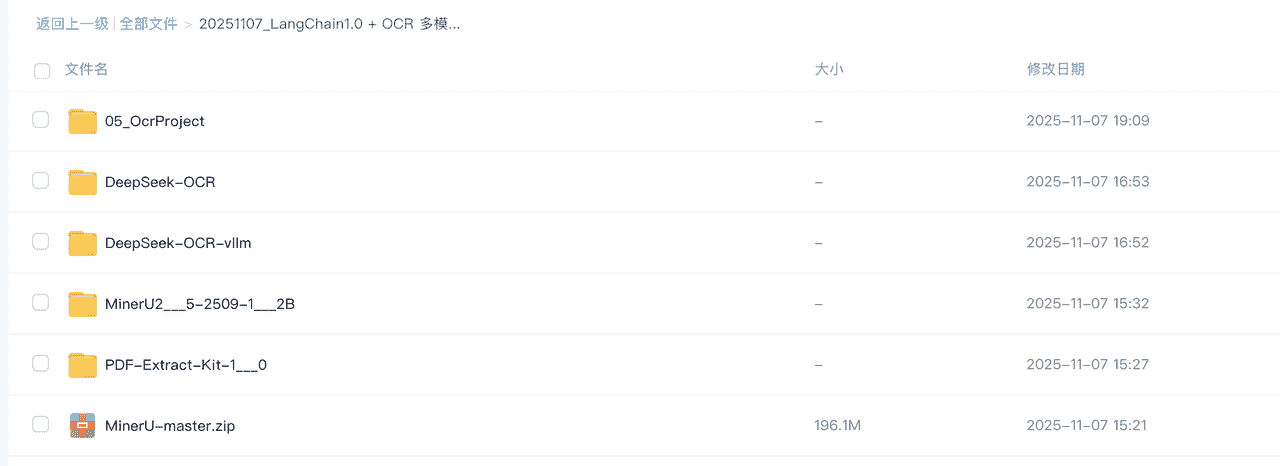 返回上一级 | 全部文件 > 20251107_LangChain1.0 + OCR 多模...
文件名 大小 修改日期
05_OcrProject – 2025-11-07 19:09
DeepSeek-OCR – 2025-11-07 16:53
DeepSeek-OCR-vllm – 2025-11-07 16:52
MinerU2___5-2509-1___2B – 2025-11-07 15:32
PDF-Extract-Kit-1___0 – 2025-11-07 15:27
MinerU-master.zip 196.1M 2025-11-07 15:21